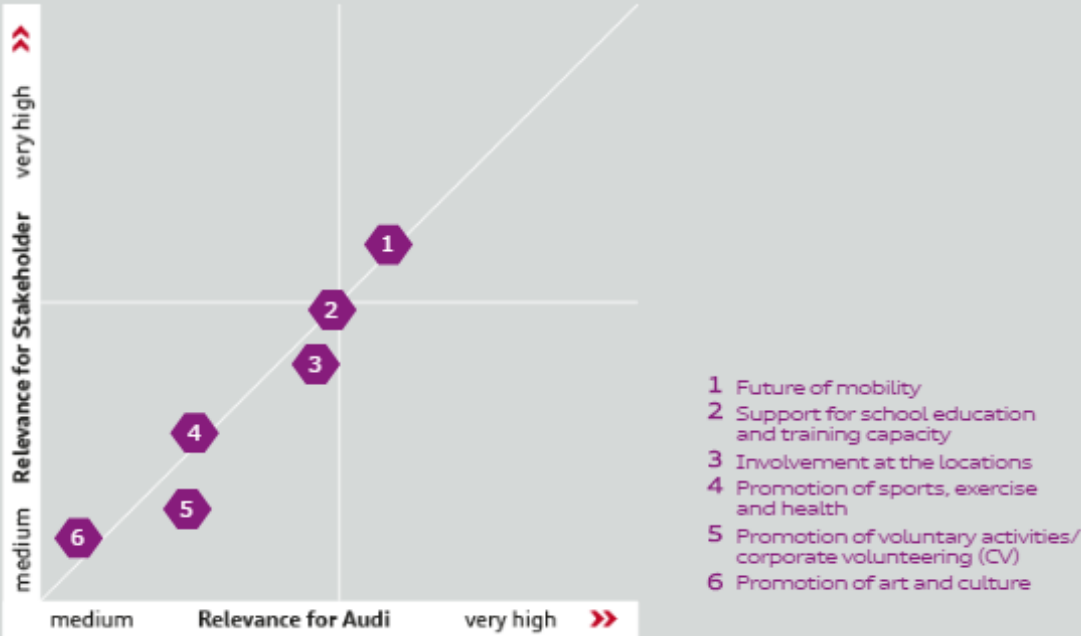 very high
Relevance for Stakeholder
medium
1
2
3
4
5
6
medium Relevance for Audi very high
1 Future of mobility
2 Support for school education
and training capacity
3 Involvement at the locations
4 Promotion of sports, exercise
and health
5 Promotion of voluntary activities/
corporate volunteering (CV)
6 Promotion of art and culture